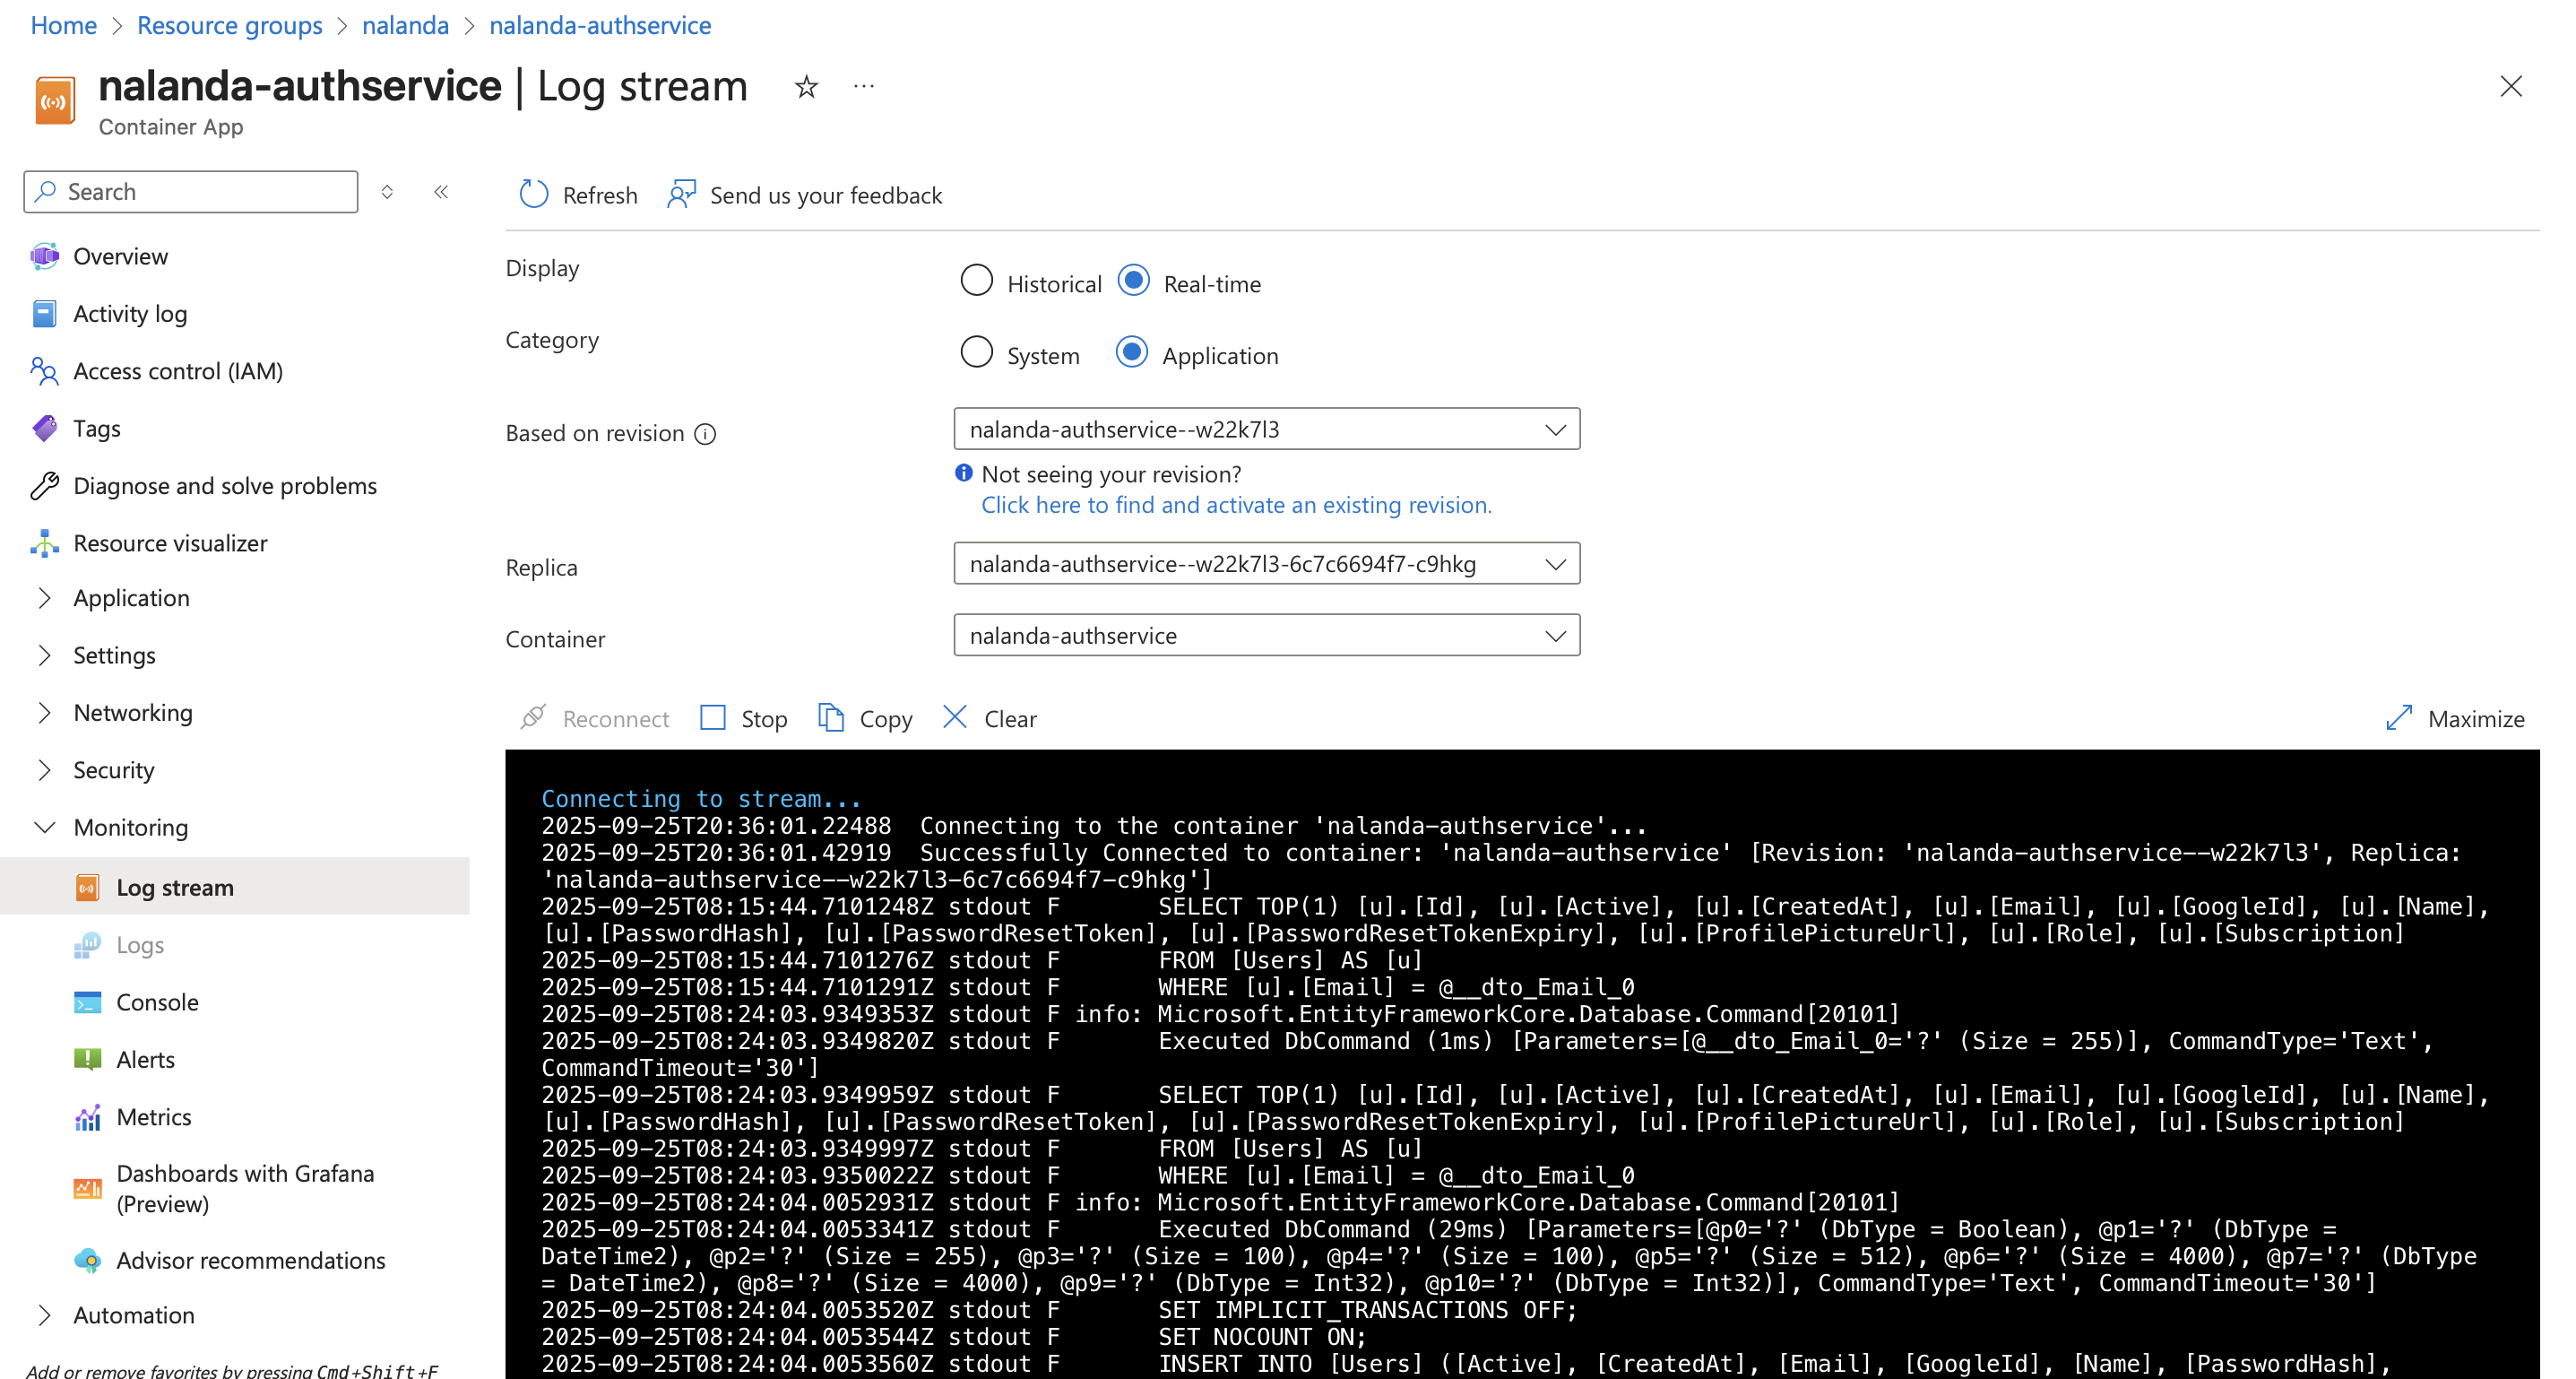 Home > Resource groups > nalanda > nalanda-authservice
nalanda-authservice | Log stream
Container App
Search
Overview
Activity log
Access control (IAM)
Tags
Diagnose and solve problems
Resource visualizer
Application
Settings
Networking
Security
Monitoring
Log stream
Logs
Console
Alerts
Metrics
Dashboards with Grafana
(Preview)
Advisor recommendations
Automation
Add or remove favorites by pressing Cmd+Shift+F
Refresh Send us your feedback
Display Historical Real-time
Category System Application
Based on revision nalanda-authservice--w22k7l3
Not seeing your revision?
Click here to find and activate an existing revision.
Replica nalanda-authservice--w22k7l3-6c7c6694f7-c9hkg
Container nalanda-authservice
Reconnect Stop Copy Clear Maximize
Connecting to stream...
2025-09-25T20:36:01.22488  Connecting to the container 'nalanda-authservice'...
2025-09-25T20:36:01.42919  Successfully Connected to container: 'nalanda-authservice' [Revision: 'nalanda-authservice--w22k7l3', Replica:
'nalanda-authservice--w22k7l3-6c7c6694f7-c9hkg']
2025-09-25T08:15:44.7101248Z stdout F       SELECT TOP(1) [u].[Id], [u].[Active], [u].[CreatedAt], [u].[Email], [u].[GoogleId], [u].[Name],
[u].[PasswordHash], [u].[PasswordResetToken], [u].[PasswordResetTokenExpiry], [u].[ProfilePictureUrl], [u].[Role], [u].[Subscription]
2025-09-25T08:15:44.7101276Z stdout F       FROM [Users] AS [u]
2025-09-25T08:15:44.7101291Z stdout F       WHERE [u].[Email] = @__dto_Email_0
2025-09-25T08:24:03.9349353Z stdout F info: Microsoft.EntityFrameworkCore.Database.Command[20101]
2025-09-25T08:24:03.9349820Z stdout F       Executed DbCommand (1ms) [Parameters=[@__dto_Email_0='?' (Size = 255)], CommandType='Text',
CommandTimeout='30']
2025-09-25T08:24:03.9349959Z stdout F       SELECT TOP(1) [u].[Id], [u].[Active], [u].[CreatedAt], [u].[Email], [u].[GoogleId], [u].[Name],
[u].[PasswordHash], [u].[PasswordResetToken], [u].[PasswordResetTokenExpiry], [u].[ProfilePictureUrl], [u].[Role], [u].[Subscription]
2025-09-25T08:24:03.9349997Z stdout F       FROM [Users] AS [u]
2025-09-25T08:24:03.9350022Z stdout F       WHERE [u].[Email] = @__dto_Email_0
2025-09-25T08:24:04.0052931Z stdout F info: Microsoft.EntityFrameworkCore.Database.Command[20101]
2025-09-25T08:24:04.0053341Z stdout F       Executed DbCommand (29ms) [Parameters=[@p0='?' (DbType = Boolean), @p1='?' (DbType =
DateTime2), @p2='?' (Size = 255), @p3='?' (Size = 100), @p4='?' (Size = 100), @p5='?' (Size = 512), @p6='?' (Size = 4000), @p7='?' (DbType
= DateTime2), @p8='?' (Size = 4000), @p9='?' (DbType = Int32), @p10='?' (DbType = Int32)], CommandType='Text', CommandTimeout='30']
2025-09-25T08:24:04.0053520Z stdout F       SET IMPLICIT_TRANSACTIONS OFF;
2025-09-25T08:24:04.0053544Z stdout F       SET NOCOUNT ON;
2025-09-25T08:24:04.0053560Z stdout F       INSERT INTO [Users] ([Active], [CreatedAt], [Email], [GoogleId], [Name], [PasswordHash],